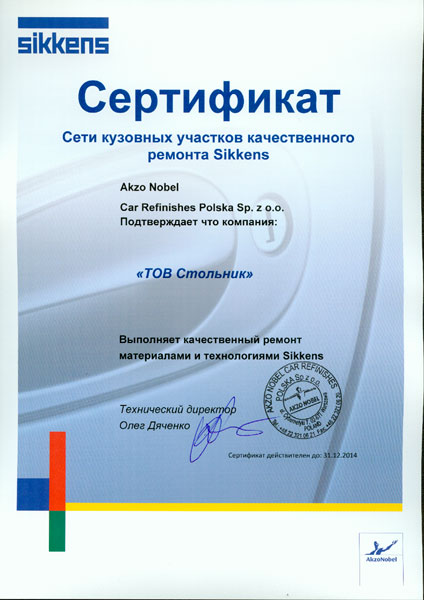 sikkens
Сертификат
Сети кузовных участков качественного
ремонта Sikkens
Akzo Nobel
Car Refinishes Polska Sp. z o.o.
Подтверждает что компания:
«ТОВ Стольник»
Выполняет качественный ремонт
материалами и технологиями Sikkens
Технический директор
Олег Дяченко
AKZO NOBEL CAR REFINISHES
POLSKA Sp z o.o.
AKZO NOBEL
POLAND
Сертификат действителен до: 31.12.2014
AkzoNobel